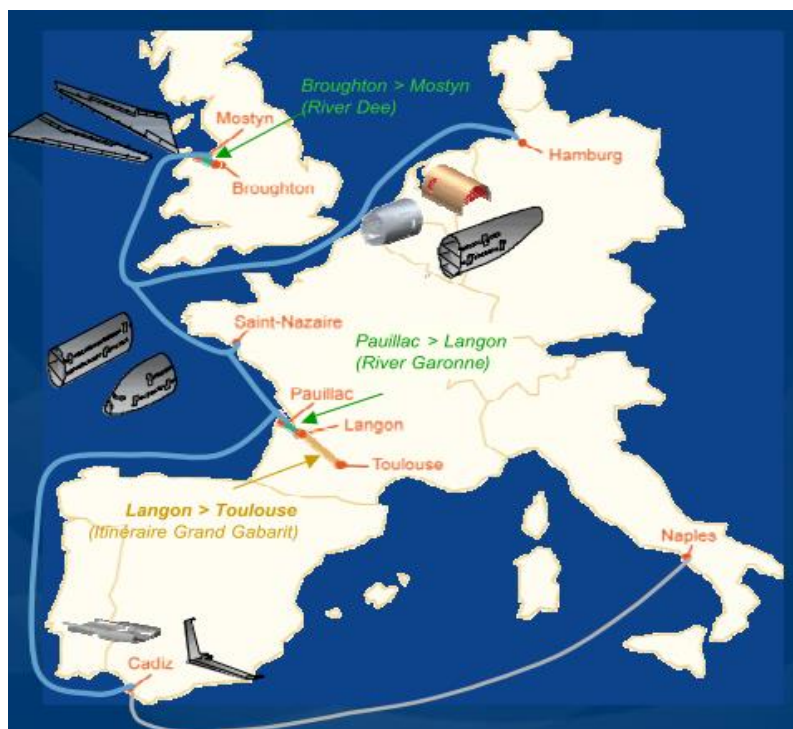 Broughton > Mostyn
(River Dee)
Mostyn
Broughton
Hamburg
Saint-Nazaire
Pauillac > Langon
(River Garonne)
Pauillac
Langon
Toulouse
Langon > Toulouse
(Itinéraire Grand Gabarit)
Naples
Cadiz